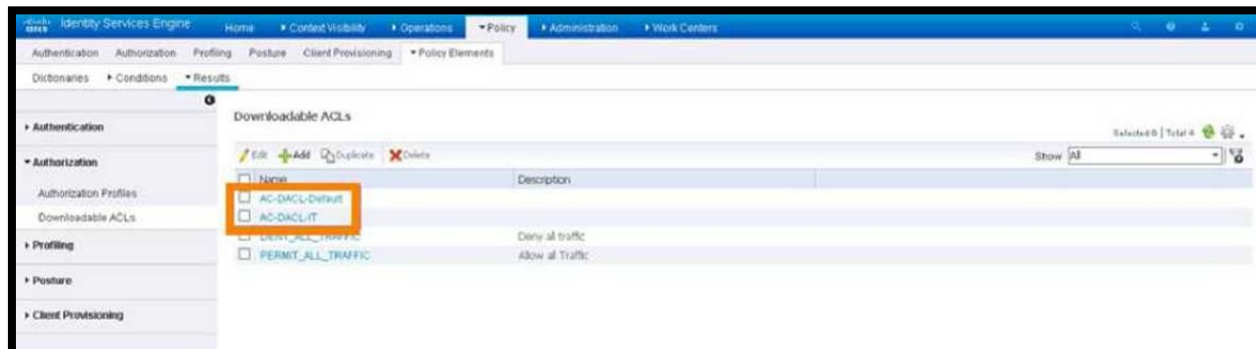 cisco Identity Services Engine Home Context Visibility Operations Policy Administration Work Centers
Authentication Authorization Profiling Posture Client Provisioning Policy Elements
Dictionaries Conditions Results
Downloadable ACLs
Authentication
Selected 0 | Total 4
Edit Add Duplicate Delete
Show All
Authorization
Name Description
Authorization Profiles
AC-DACL-Default
Downloadable ACLs
AC-DACL-IT
DENY_ALL_TRAFFIC Deny all traffic
Profiling
PERMIT_ALL_TRAFFIC Allow all Traffic
Posture
Client Provisioning